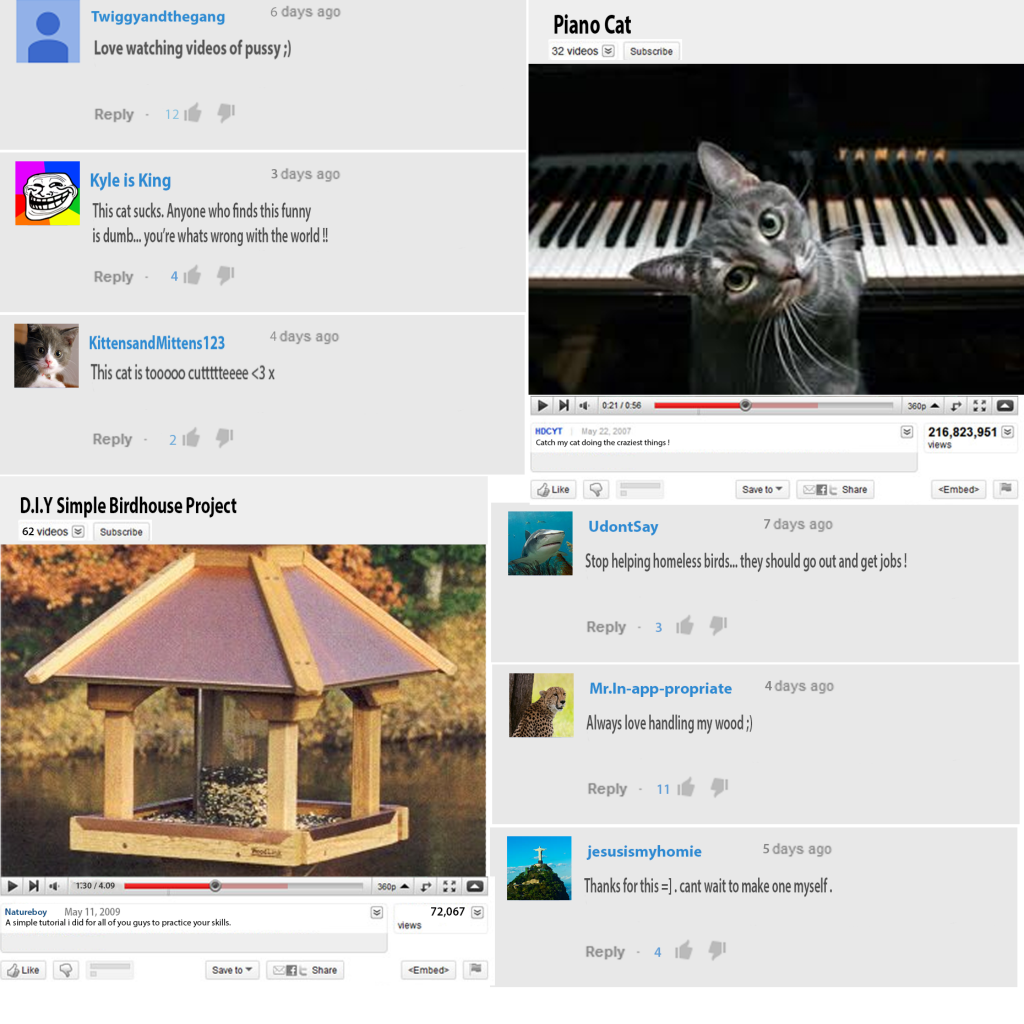 Twiggyandthegang
6 days ago
Love watching videos of pussy ;)
Reply - 12
Kyle is King
3 days ago
This cat sucks. Anyone who finds this funny
is dumb... you're whats wrong with the world !!
Reply - 4
KittensandMittens123
4 days ago
This cat is tooooo cuttttteeee <3 x
Reply - 2
Piano Cat
32 videos
Subscribe
YAMAHA
0:21 / 0:56
360p
HDCYT | May 22, 2007
Catch my cat doing the craziest things !
216,823,951
views
Like
Save to
Share
<Embed>
D.I.Y Simple Birdhouse Project
62 videos
Subscribe
1:30 / 4.09
360p
Natureboy May 11, 2009
A simple tutorial i did for all of you guys to practice your skills.
72,067
views
Like
Save to
Share
<Embed>
UdontSay
7 days ago
Stop helping homeless birds... they should go out and get jobs !
Reply - 3
Mr.In-app-propriate
4 days ago
Always love handling my wood ;)
Reply - 11
jesusismyhomie
5 days ago
Thanks for this =] . cant wait to make one myself .
Reply - 4